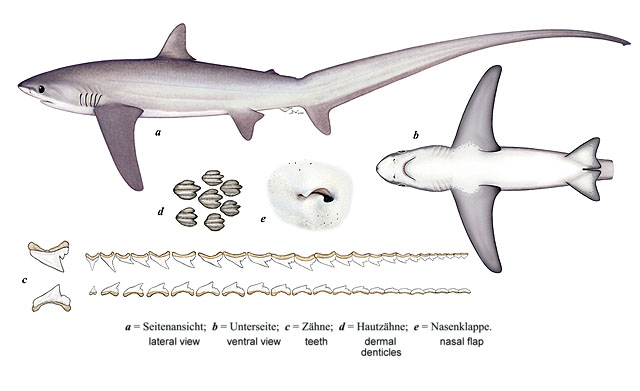 a
b
d
e
c
a = Seitenansicht; b = Unterseite; c = Zähne; d = Hautzähne; e = Nasenklappe.
lateral view ventral view teeth dermal denticles nasal flap